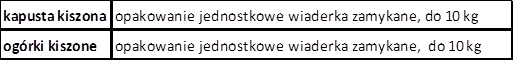 kapusta kiszona opakowanie jednostkowe wiaderka zamykane, do 10 kg
ogórki kiszone opakowanie jednostkowe wiaderka zamykane, do 10 kg